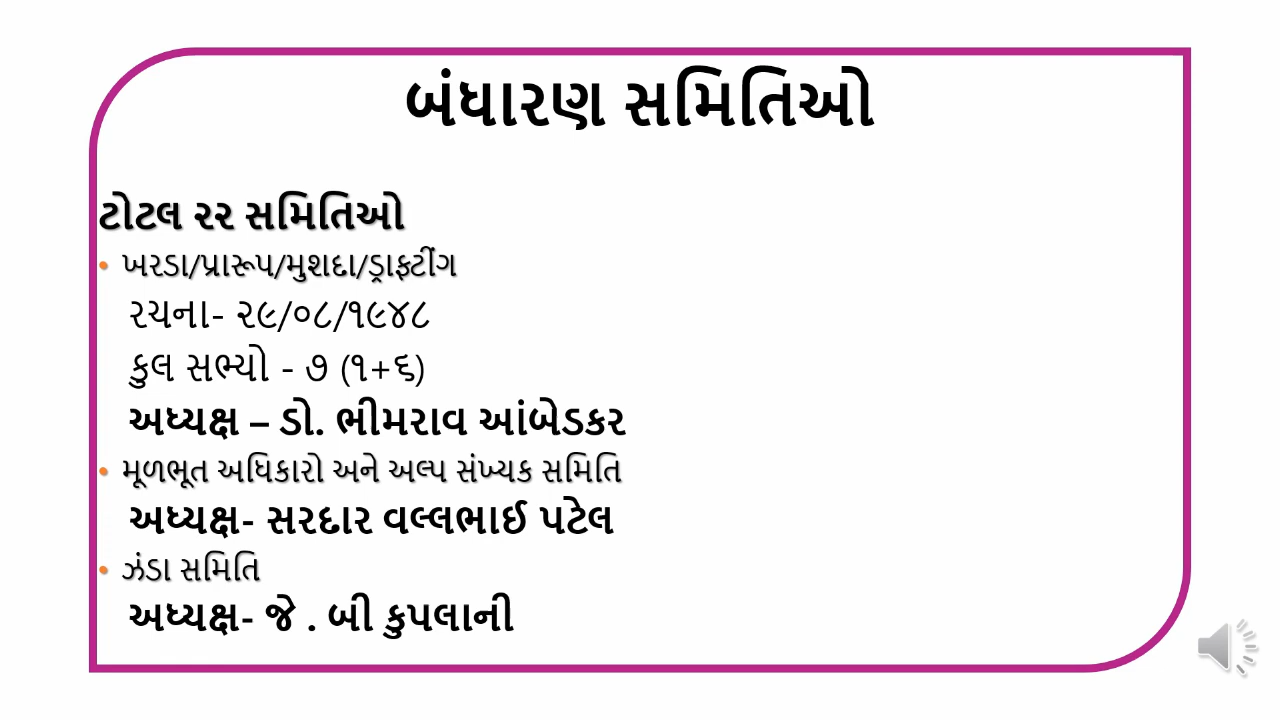 બંધારણ સમિતિઓ
ટોટલ ૨૨ સમિતિઓ
• ખરડા/પ્રારૂપ/મુશદા/ડ્રાફ્ટીંગ
રચના- ૨૯/૦૮/૧૯૪૮
કુલ સભ્યો - ૭ (૧+૬)
અધ્યક્ષ – ડો. ભીમરાવ આંબેડકર
• મૂળભૂત અધિકારો અને અલ્પ સંખ્યક સમિતિ
અધ્યક્ષ- સરદાર વલ્લભાઈ પટેલ
• ઝંડા સમિતિ
અધ્યક્ષ- જે . બી કુપલાની